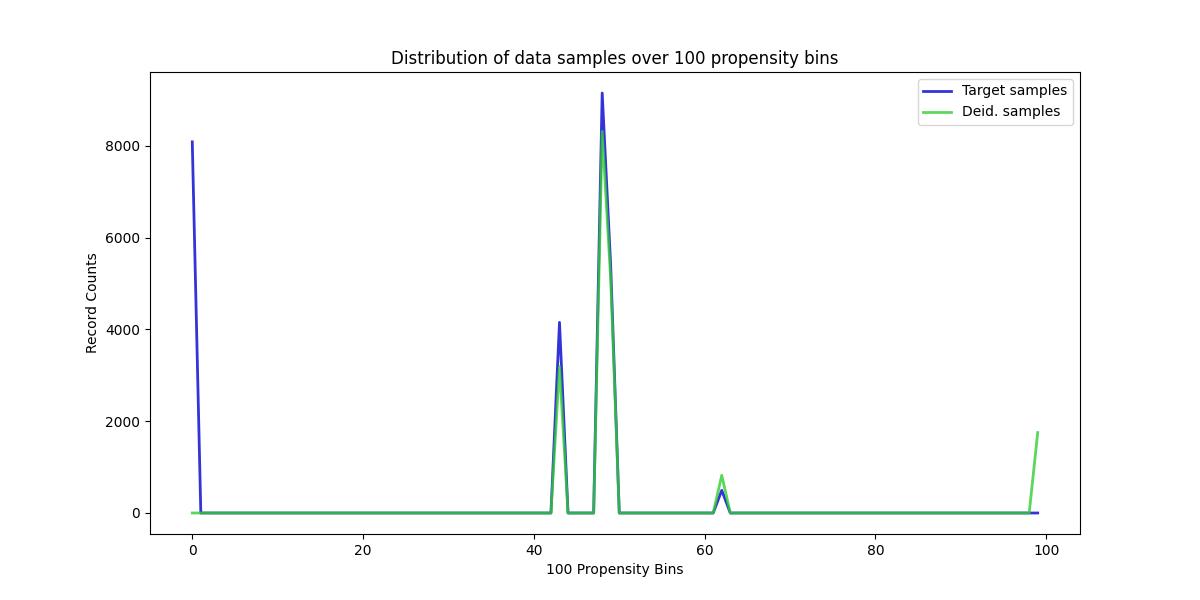 Distribution of data samples over 100 propensity bins
Target samples
Deid. samples
8000
6000
4000
2000
0
Record Counts
0 20 40 60 80 100
100 Propensity Bins